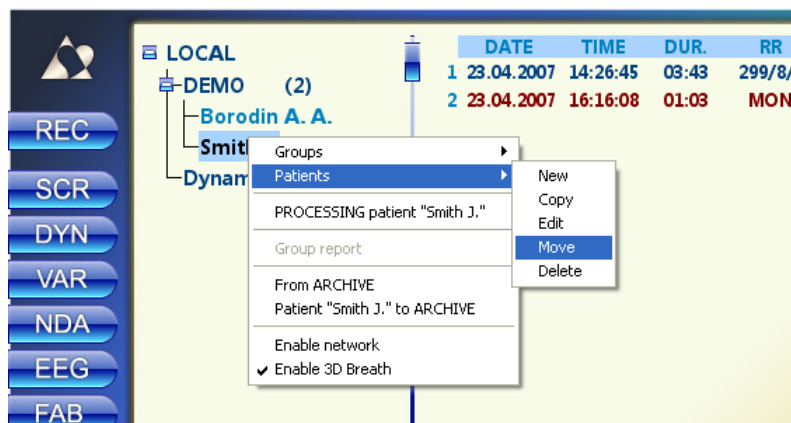 LOCAL
DEMO (2)
Borodin A. A.
Smith
Dynam
DATE TIME DUR. RR
1 23.04.2007 14:26:45 03:43 299/8/
2 23.04.2007 16:16:08 01:03 MON
REC
SCR
DYN
VAR
NDA
EEG
FAB
Groups
Patients
PROCESSING patient "Smith J."
Group report
From ARCHIVE
Patient "Smith J." to ARCHIVE
Enable network
Enable 3D Breath
New
Copy
Edit
Move
Delete